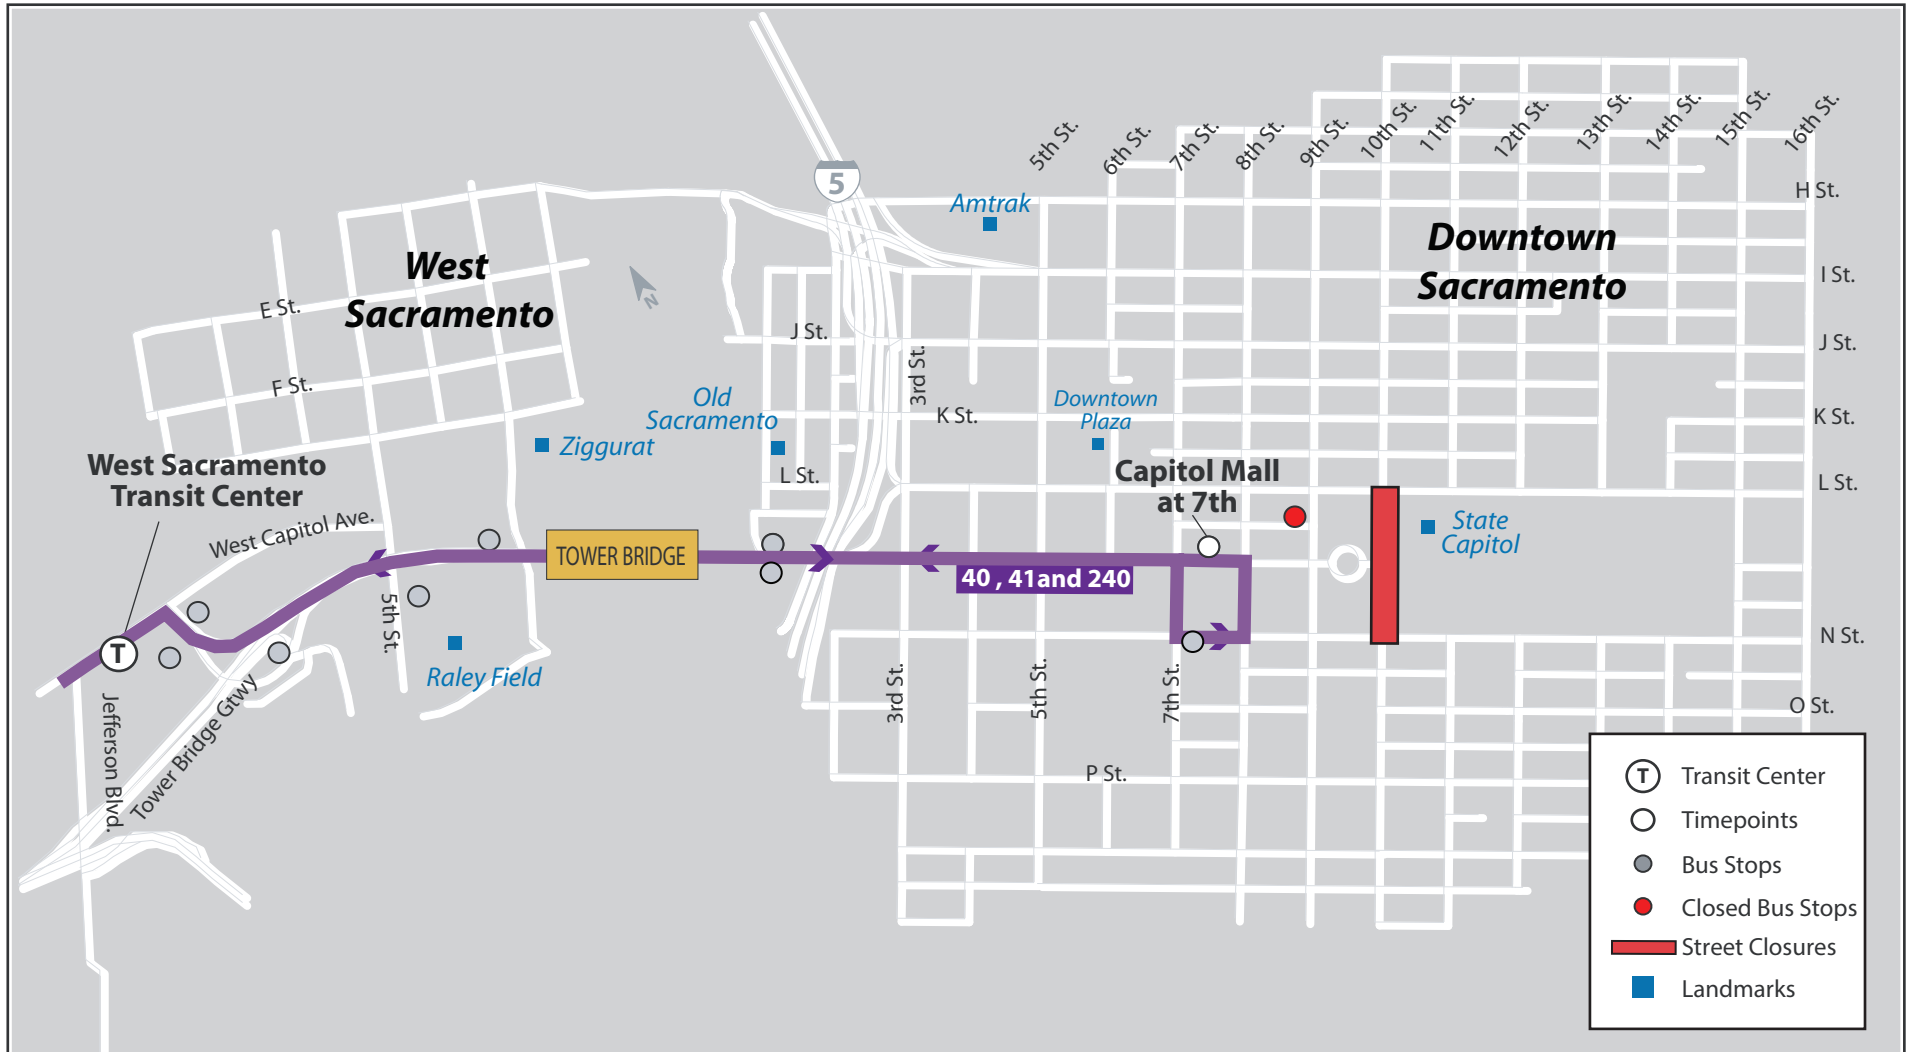 5th St.
6th St.
7th St.
8th St.
9th St.
10th St.
11th St.
12th St.
13th St.
14th St.
15th St.
16th St.
5
Amtrak
H St.
Downtown
Sacramento
West
Sacramento
N
I St.
E St.
J St.
J St.
3rd St.
F St.
Old
Sacramento
K St.
Downtown
Plaza
K St.
Ziggurat
West Sacramento
Transit Center
L St.
Capitol Mall
at 7th
L St.
West Capitol Ave.
State
Capitol
TOWER BRIDGE
40 , 41and 240
5th St.
T
N St.
Raley Field
Jefferson Blvd.
Tower Bridge Gtwy
3rd St.
5th St.
7th St.
O St.
P St.
T Transit Center
Timepoints
Bus Stops
Closed Bus Stops
Street Closures
Landmarks